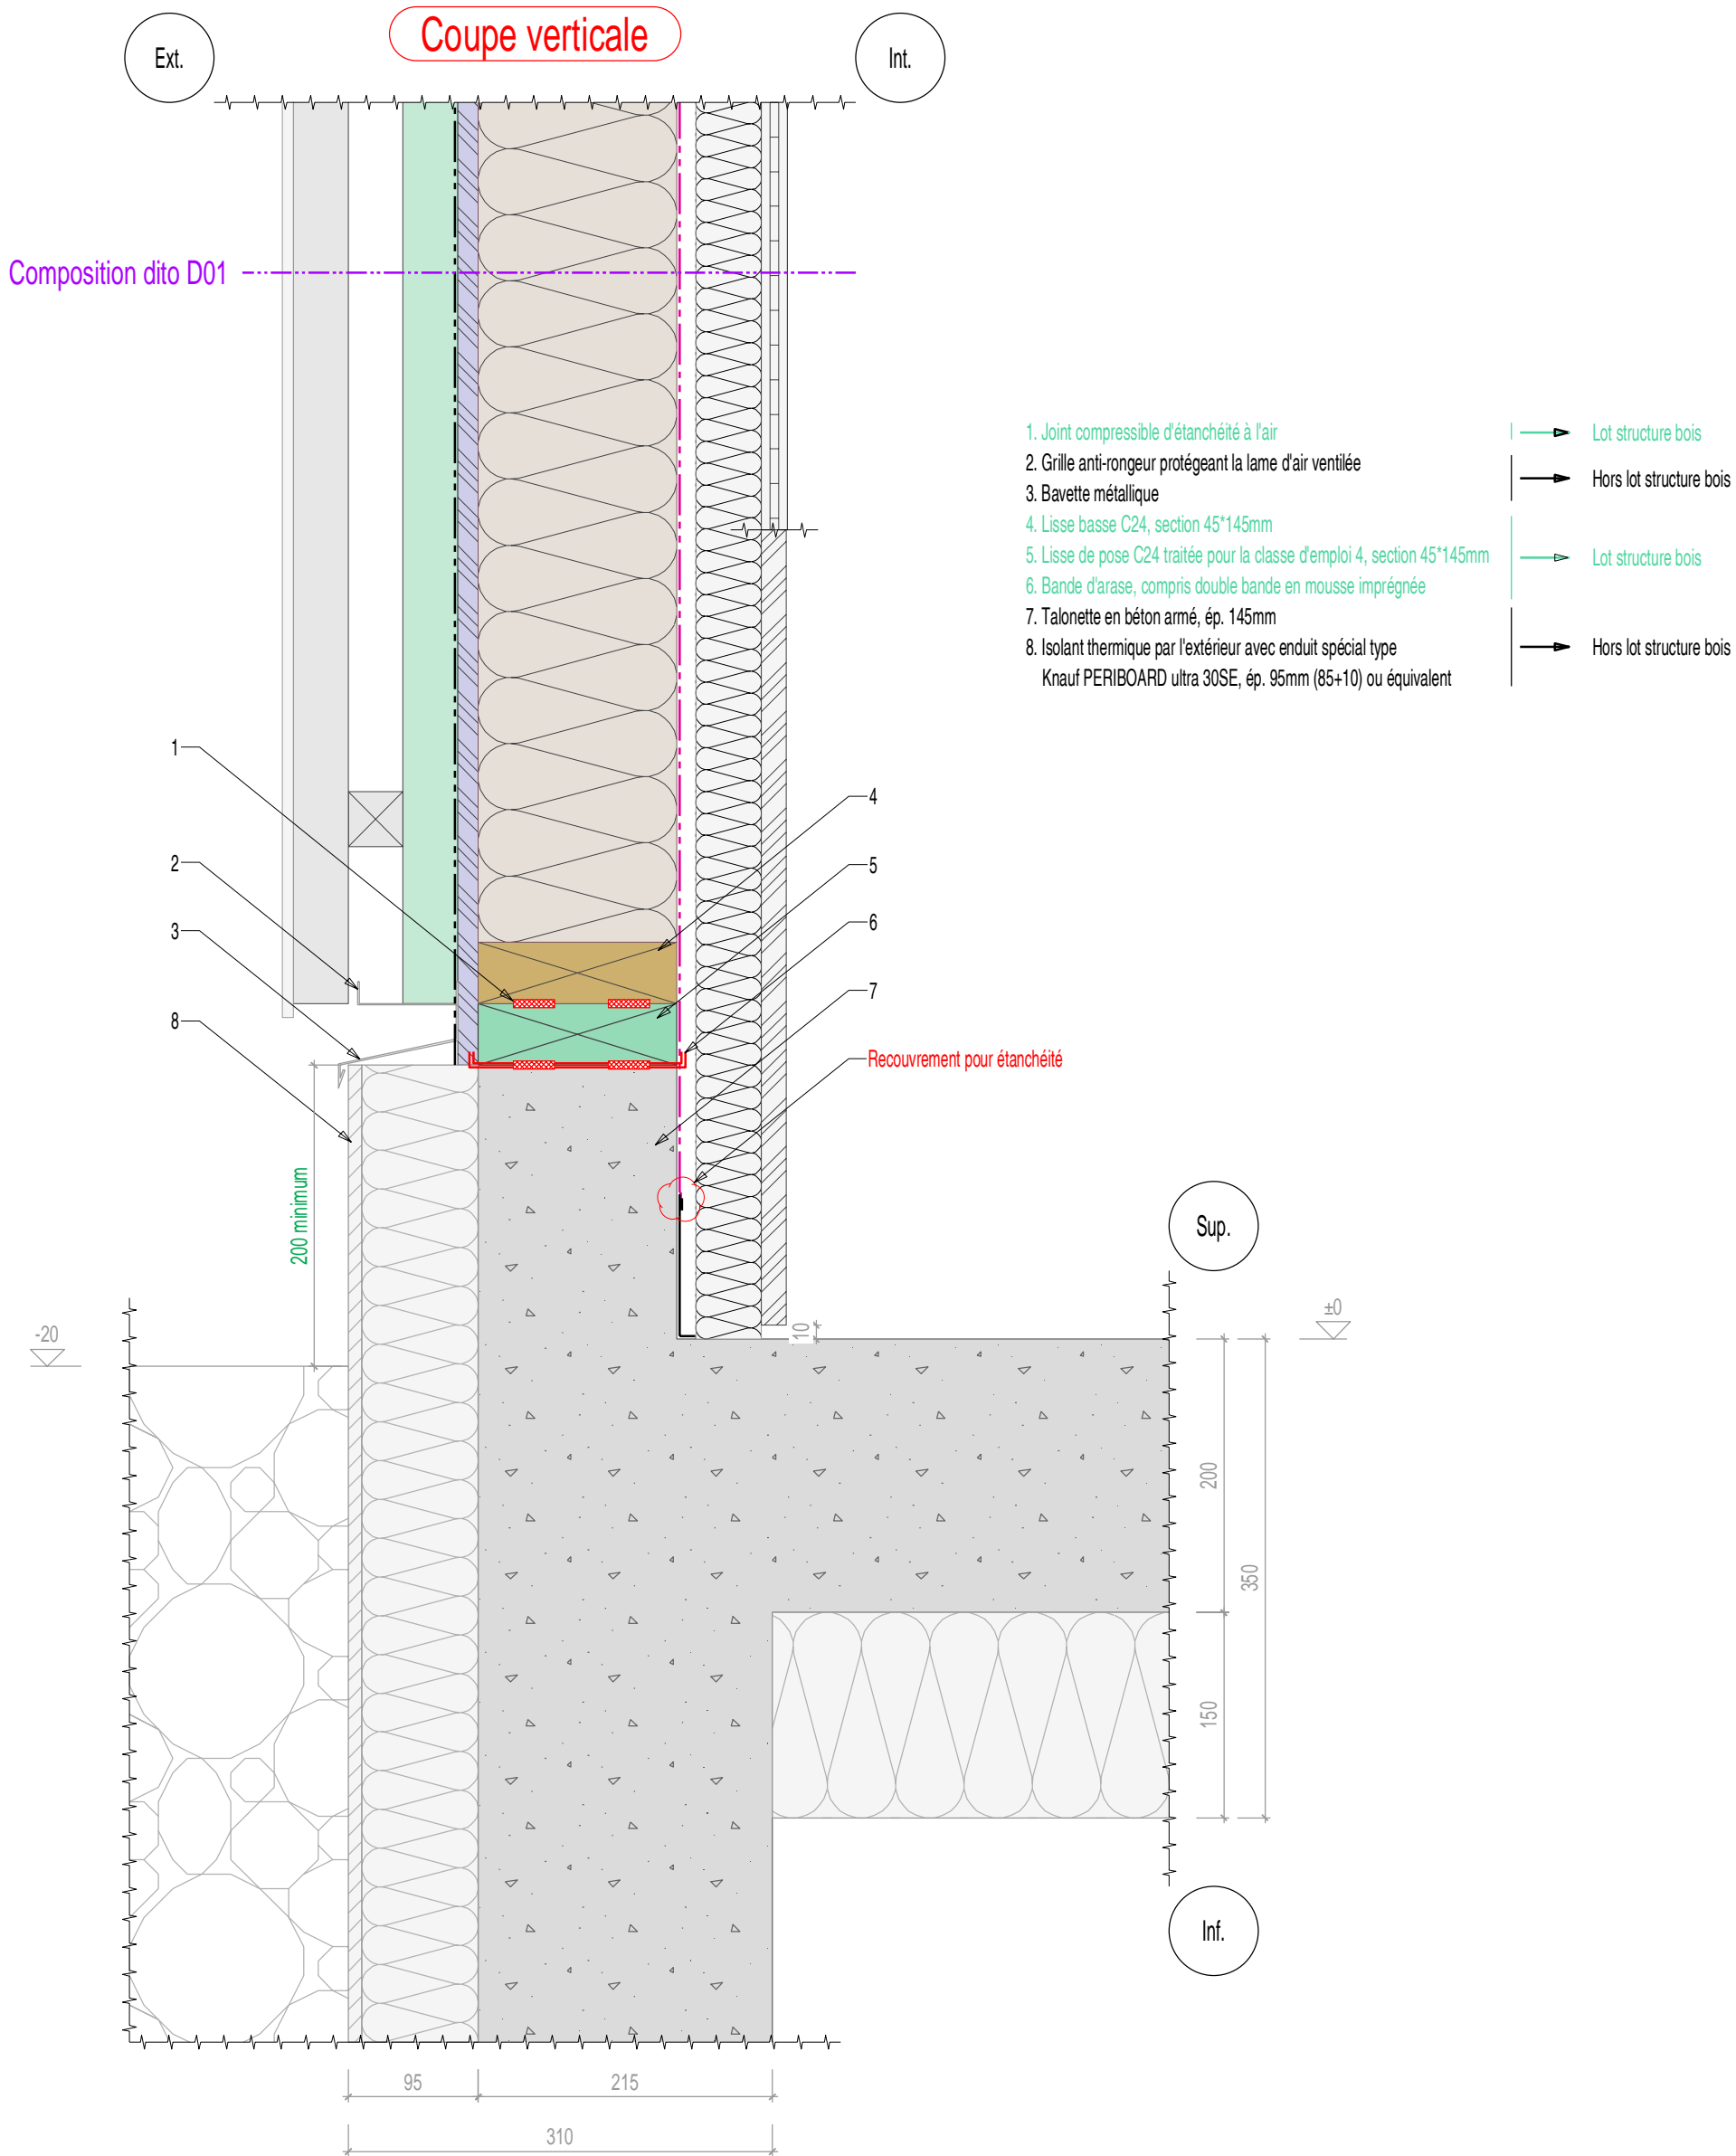 Ext.
Coupe verticale
Int.
Composition dito D01
1. Joint compressible d'étanchéité à l'air
Lot structure bois
2. Grille anti-rongeur protégeant la lame d'air ventilée
3. Bavette métallique
Hors lot structure bois
4. Lisse basse C24, section 45*145mm
5. Lisse de pose C24 traitée pour la classe d'emploi 4, section 45*145mm
6. Bande d'arase, compris double bande en mousse imprégnée
Lot structure bois
7. Talonette en béton armé, ép. 145mm
8. Isolant thermique par l'extérieur avec enduit spécial type
Knauf PERIBOARD ultra 30SE, ép. 95mm (85+10) ou équivalent
Hors lot structure bois
1
2
3
8
4
5
6
7
Recouvrement pour étanchéité
200 minimum
Sup.
-20
10
±0
200
350
150
Inf.
95
215
310